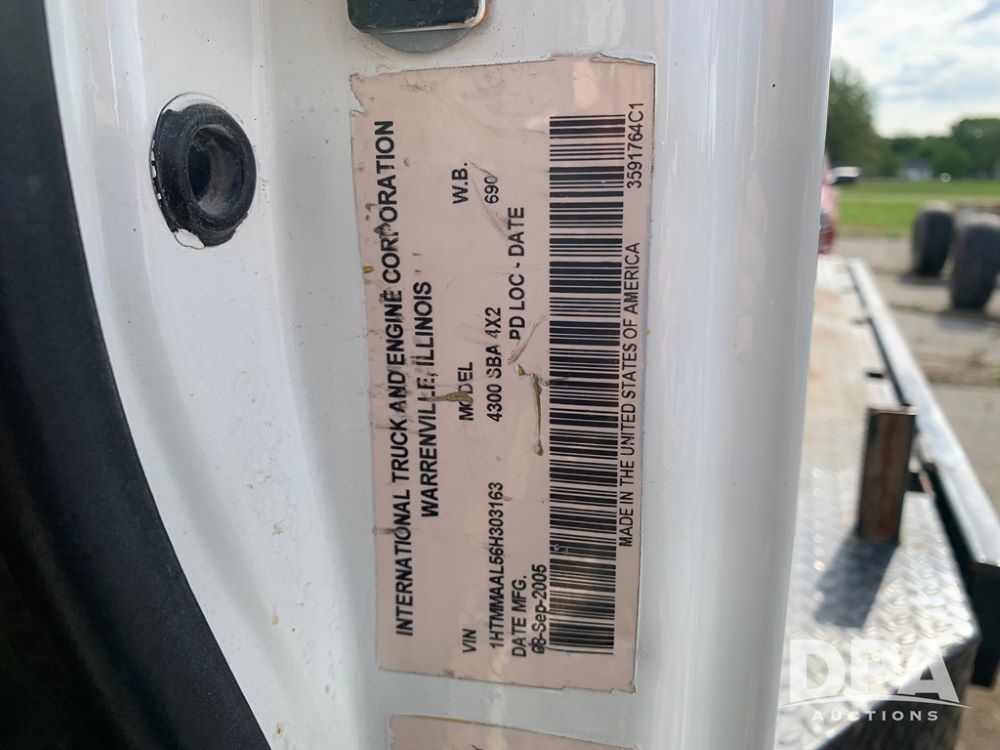 INTERNATIONAL TRUCK AND ENGINE CORPORATION
WARRENVILLE, ILLINOIS
VIN MODEL W.B.
1HTMMAAL56H303163 4300 SBA 4X2 690
DATE MFG. PD LOC - DATE
08-Sep-2005
MADE IN THE UNITED STATES OF AMERICA 3591764C1
DPA
AUCTIONS